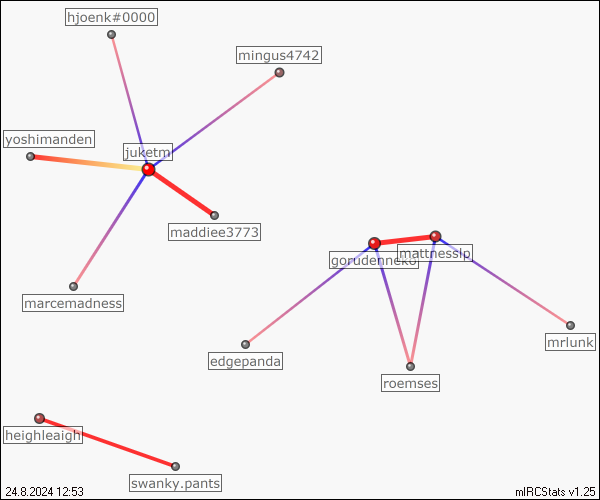 hjoenk#0000
mingus4742
yoshimanden
juketm
maddiee3773
mattnesslp
gorudenneko
marcemadness
mrlunk
edgepanda
roemses
heighleaigh
swanky.pants
24.8.2024 12:53
mIRCStats v1.25